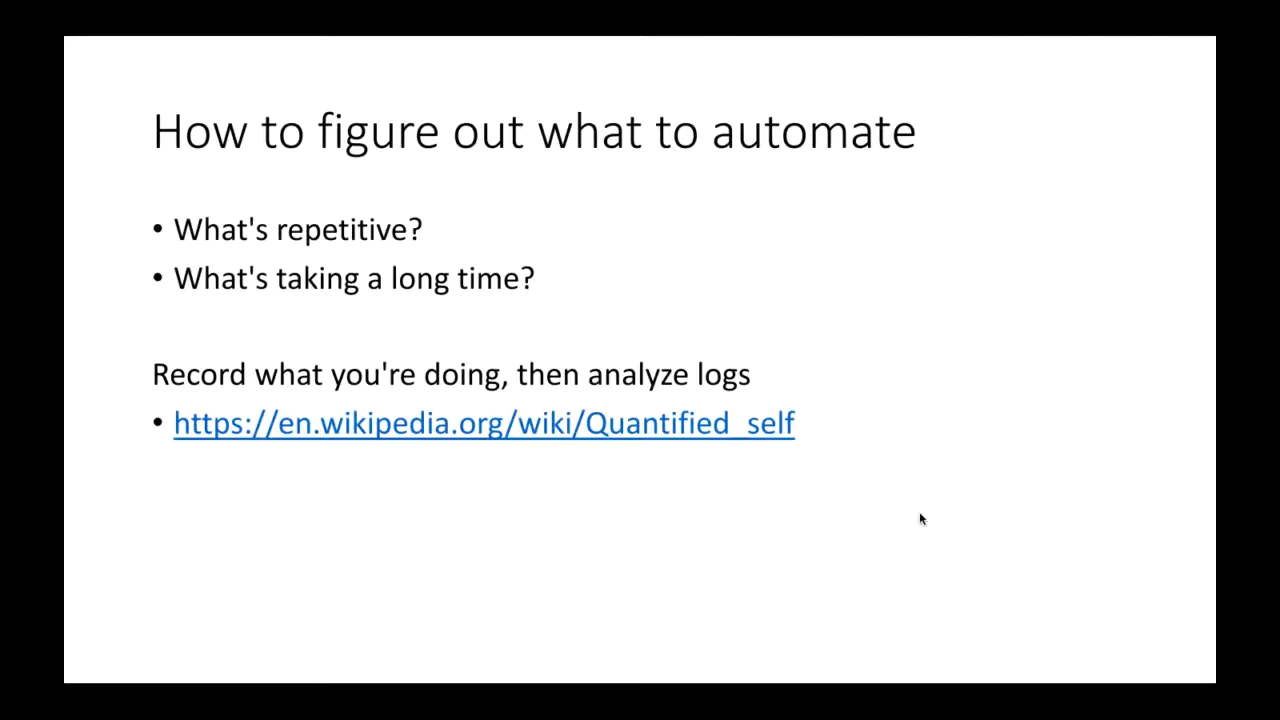 How to figure out what to automate
• What's repetitive?
• What's taking a long time?
Record what you're doing, then analyze logs
• https://en.wikipedia.org/wiki/Quantified_self